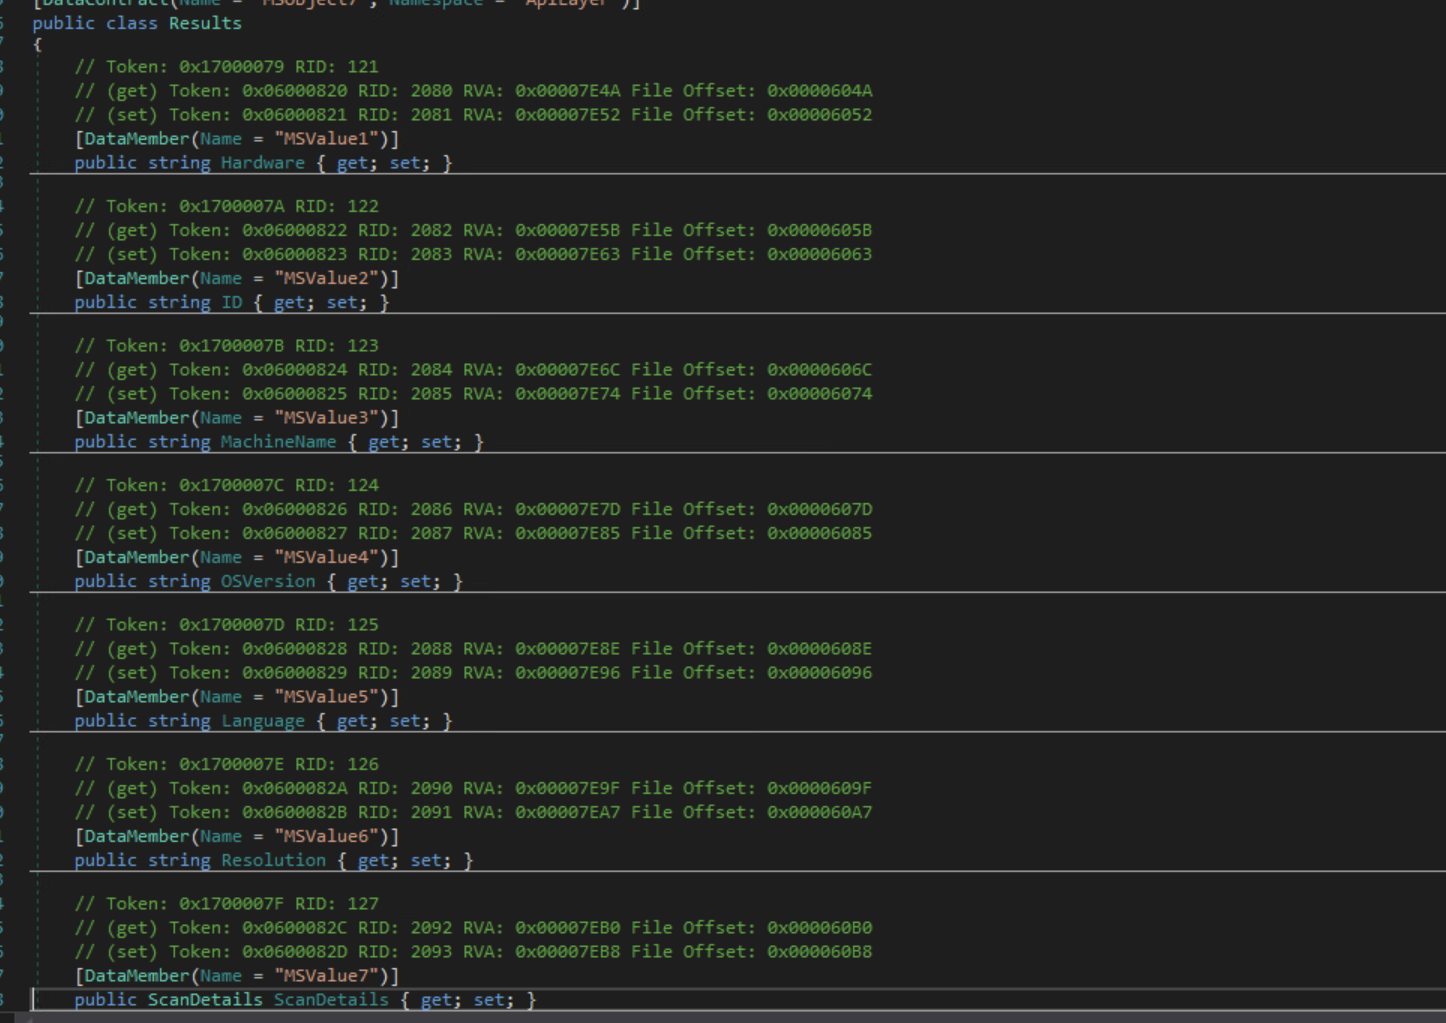 [DataContract(Name = "MSObject7", Namespace = "ApiLayer")]
public class Results
{
// Token: 0x17000079 RID: 121
// (get) Token: 0x06000820 RID: 2080 RVA: 0x00007E4A File Offset: 0x0000604A
// (set) Token: 0x06000821 RID: 2081 RVA: 0x00007E52 File Offset: 0x00006052
[DataMember(Name = "MSValue1")]
public string Hardware { get; set; }
// Token: 0x1700007A RID: 122
// (get) Token: 0x06000822 RID: 2082 RVA: 0x00007E5B File Offset: 0x0000605B
// (set) Token: 0x06000823 RID: 2083 RVA: 0x00007E63 File Offset: 0x00006063
[DataMember(Name = "MSValue2")]
public string ID { get; set; }
// Token: 0x1700007B RID: 123
// (get) Token: 0x06000824 RID: 2084 RVA: 0x00007E6C File Offset: 0x0000606C
// (set) Token: 0x06000825 RID: 2085 RVA: 0x00007E74 File Offset: 0x00006074
[DataMember(Name = "MSValue3")]
public string MachineName { get; set; }
// Token: 0x1700007C RID: 124
// (get) Token: 0x06000826 RID: 2086 RVA: 0x00007E7D File Offset: 0x0000607D
// (set) Token: 0x06000827 RID: 2087 RVA: 0x00007E85 File Offset: 0x00006085
[DataMember(Name = "MSValue4")]
public string OSVersion { get; set; }
// Token: 0x1700007D RID: 125
// (get) Token: 0x06000828 RID: 2088 RVA: 0x00007E8E File Offset: 0x0000608E
// (set) Token: 0x06000829 RID: 2089 RVA: 0x00007E96 File Offset: 0x00006096
[DataMember(Name = "MSValue5")]
public string Language { get; set; }
// Token: 0x1700007E RID: 126
// (get) Token: 0x0600082A RID: 2090 RVA: 0x00007E9F File Offset: 0x0000609F
// (set) Token: 0x0600082B RID: 2091 RVA: 0x00007EA7 File Offset: 0x000060A7
[DataMember(Name = "MSValue6")]
public string Resolution { get; set; }
// Token: 0x1700007F RID: 127
// (get) Token: 0x0600082C RID: 2092 RVA: 0x00007EB0 File Offset: 0x000060B0
// (set) Token: 0x0600082D RID: 2093 RVA: 0x00007EB8 File Offset: 0x000060B8
[DataMember(Name = "MSValue7")]
public ScanDetails ScanDetails { get; set; }